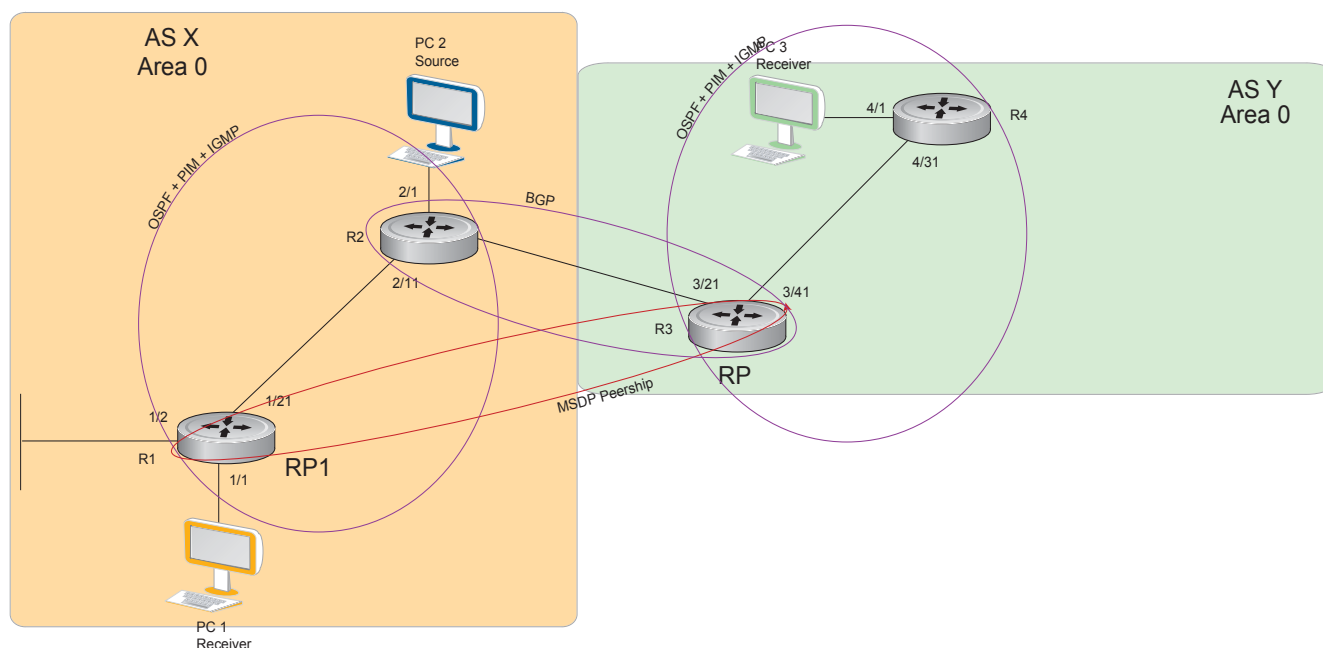 AS X
Area 0
PC 2
Source
OSPF + PIM + IGMP
2/1
R2
2/11
BGP
PC 3
Receiver
OSPF + PIM + IGMP
4/1
R4
4/31
AS Y
Area 0
3/21
3/41
R3
RP
MSDP Peership
1/2
1/21
R1
RP1
1/1
PC 1
Receiver